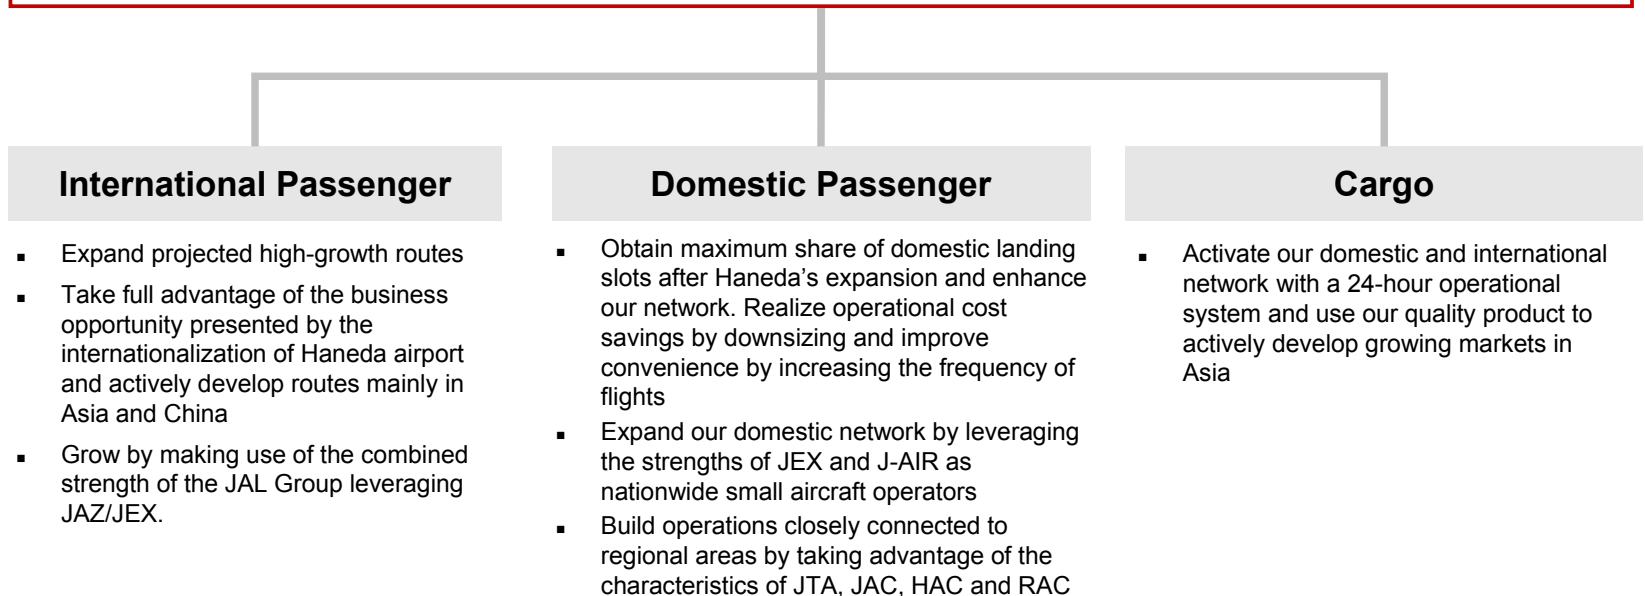 International Passenger
▪ Expand projected high-growth routes
▪ Take full advantage of the business
opportunity presented by the
internationalization of Haneda airport
and actively develop routes mainly in
Asia and China
▪ Grow by making use of the combined
strength of the JAL Group leveraging
JAZ/JEX.
Domestic Passenger
▪ Obtain maximum share of domestic landing
slots after Haneda’s expansion and enhance
our network. Realize operational cost
savings by downsizing and improve
convenience by increasing the frequency of
flights
▪ Expand our domestic network by leveraging
the strengths of JEX and J-AIR as
nationwide small aircraft operators
▪ Build operations closely connected to
regional areas by taking advantage of the
characteristics of JTA, JAC, HAC and RAC
Cargo
▪ Activate our domestic and international
network with a 24-hour operational
system and use our quality product to
actively develop growing markets in
Asia